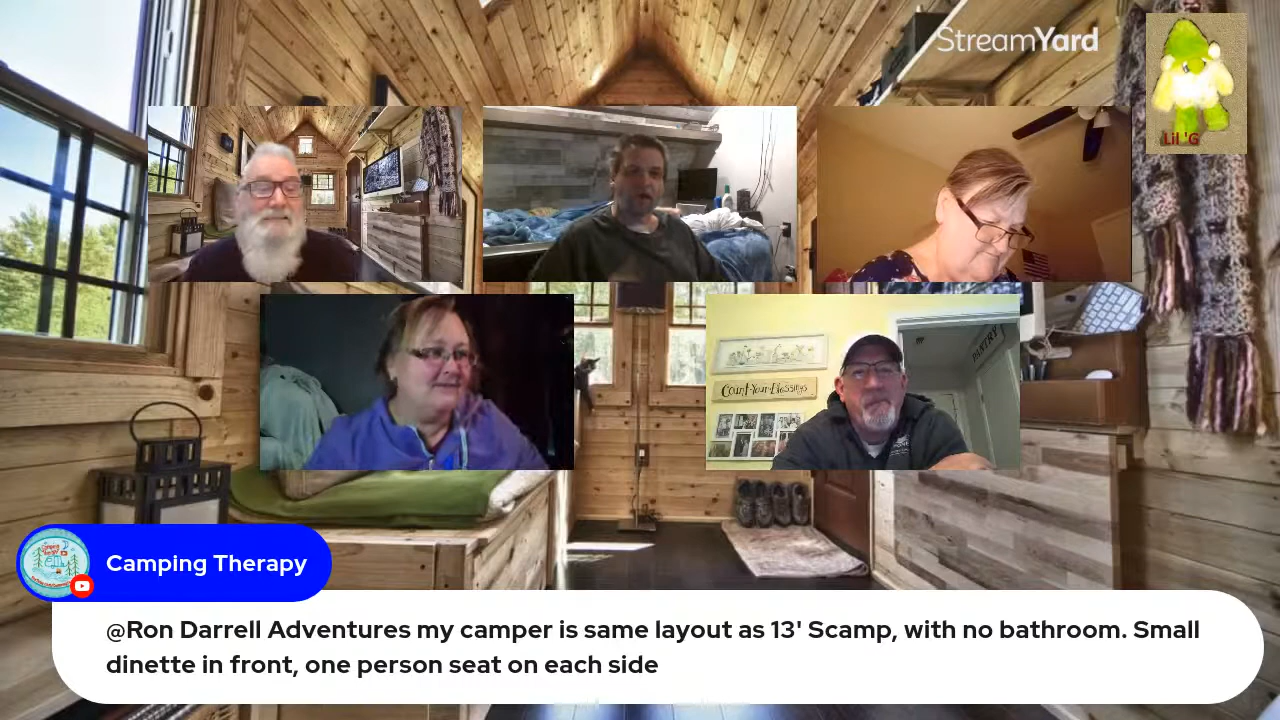 StreamYard
Lil 'G
PANTRY
Count Your Blessings
Camping Therapy
@Ron Darrell Adventures my camper is same layout as 13' Scamp, with no bathroom. Small
dinette in front, one person seat on each side